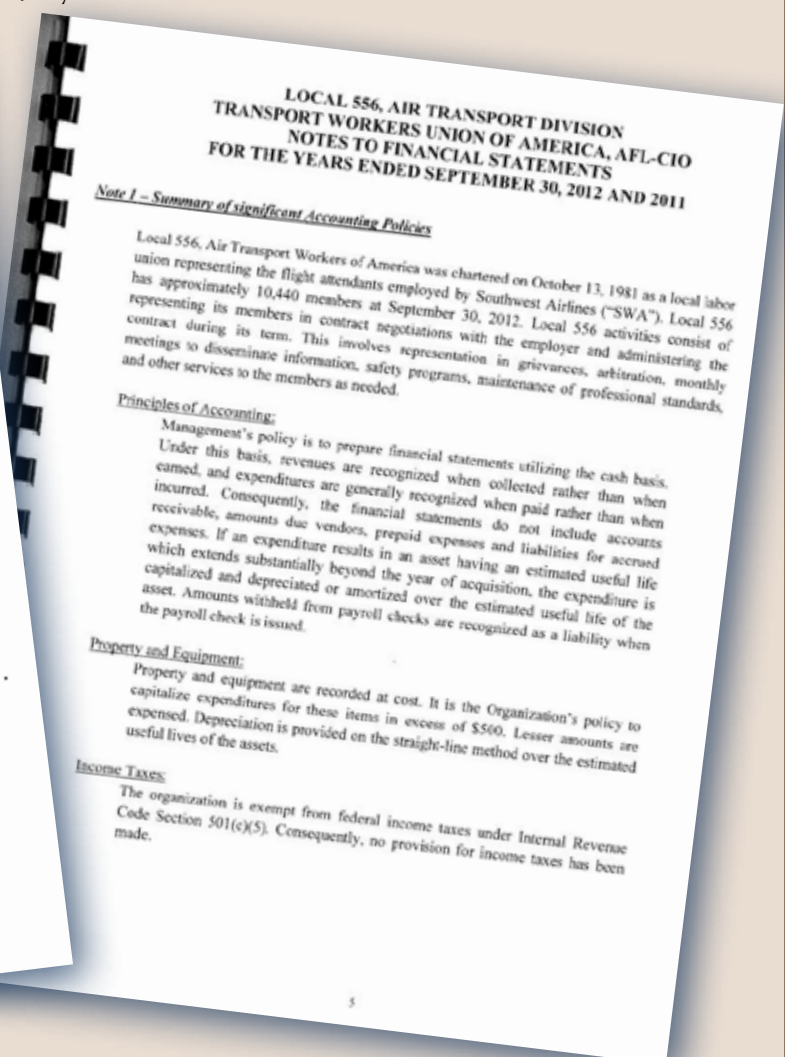 LOCAL 556, AIR TRANSPORT DIVISION
TRANSPORT WORKERS UNION OF AMERICA, AFL-CIO
NOTES TO FINANCIAL STATEMENTS
FOR THE YEARS ENDED SEPTEMBER 30, 2012 AND 2011
Note 1 – Summary of significant Accounting Policies
Local 556, Air Transport Workers of America was chartered on October 13, 1981 as a local labor
union representing the flight attendants employed by Southwest Airlines ("SWA"). Local 556
has approximately 10,440 members at September 30, 2012. Local 556 activities consist of
representing its members in contract negotiations with the employer and administering the
contract during its term. This involves representation in grievances, arbitration, monthly
meetings to disseminate information, safety programs, maintenance of professional standards,
and other services to the members as needed.
Principles of Accounting:
Management's policy is to prepare financial statements utilizing the cash basis.
Under this basis, revenues are recognized when collected rather than when
earned, and expenditures are generally recognized when paid rather than when
incurred. Consequently, the financial statements do not include accounts
receivable, amounts due vendors, prepaid expenses and liabilities for accrued
expenses. If an expenditure results in an asset having an estimated useful life
which extends substantially beyond the year of acquisition, the expenditure is
capitalized and depreciated or amortized over the estimated useful life of the
asset. Amounts withheld from payroll checks are recognized as a liability when
the payroll check is issued.
Property and Equipment:
Property and equipment are recorded at cost. It is the Organization's policy to
capitalize expenditures for these items in excess of $500. Lesser amounts are
expensed. Depreciation is provided on the straight-line method over the estimated
useful lives of the assets.
Income Taxes:
The organization is exempt from federal income taxes under Internal Revenue
Code Section 501(c)(5). Consequently, no provision for income taxes has been
made.
5